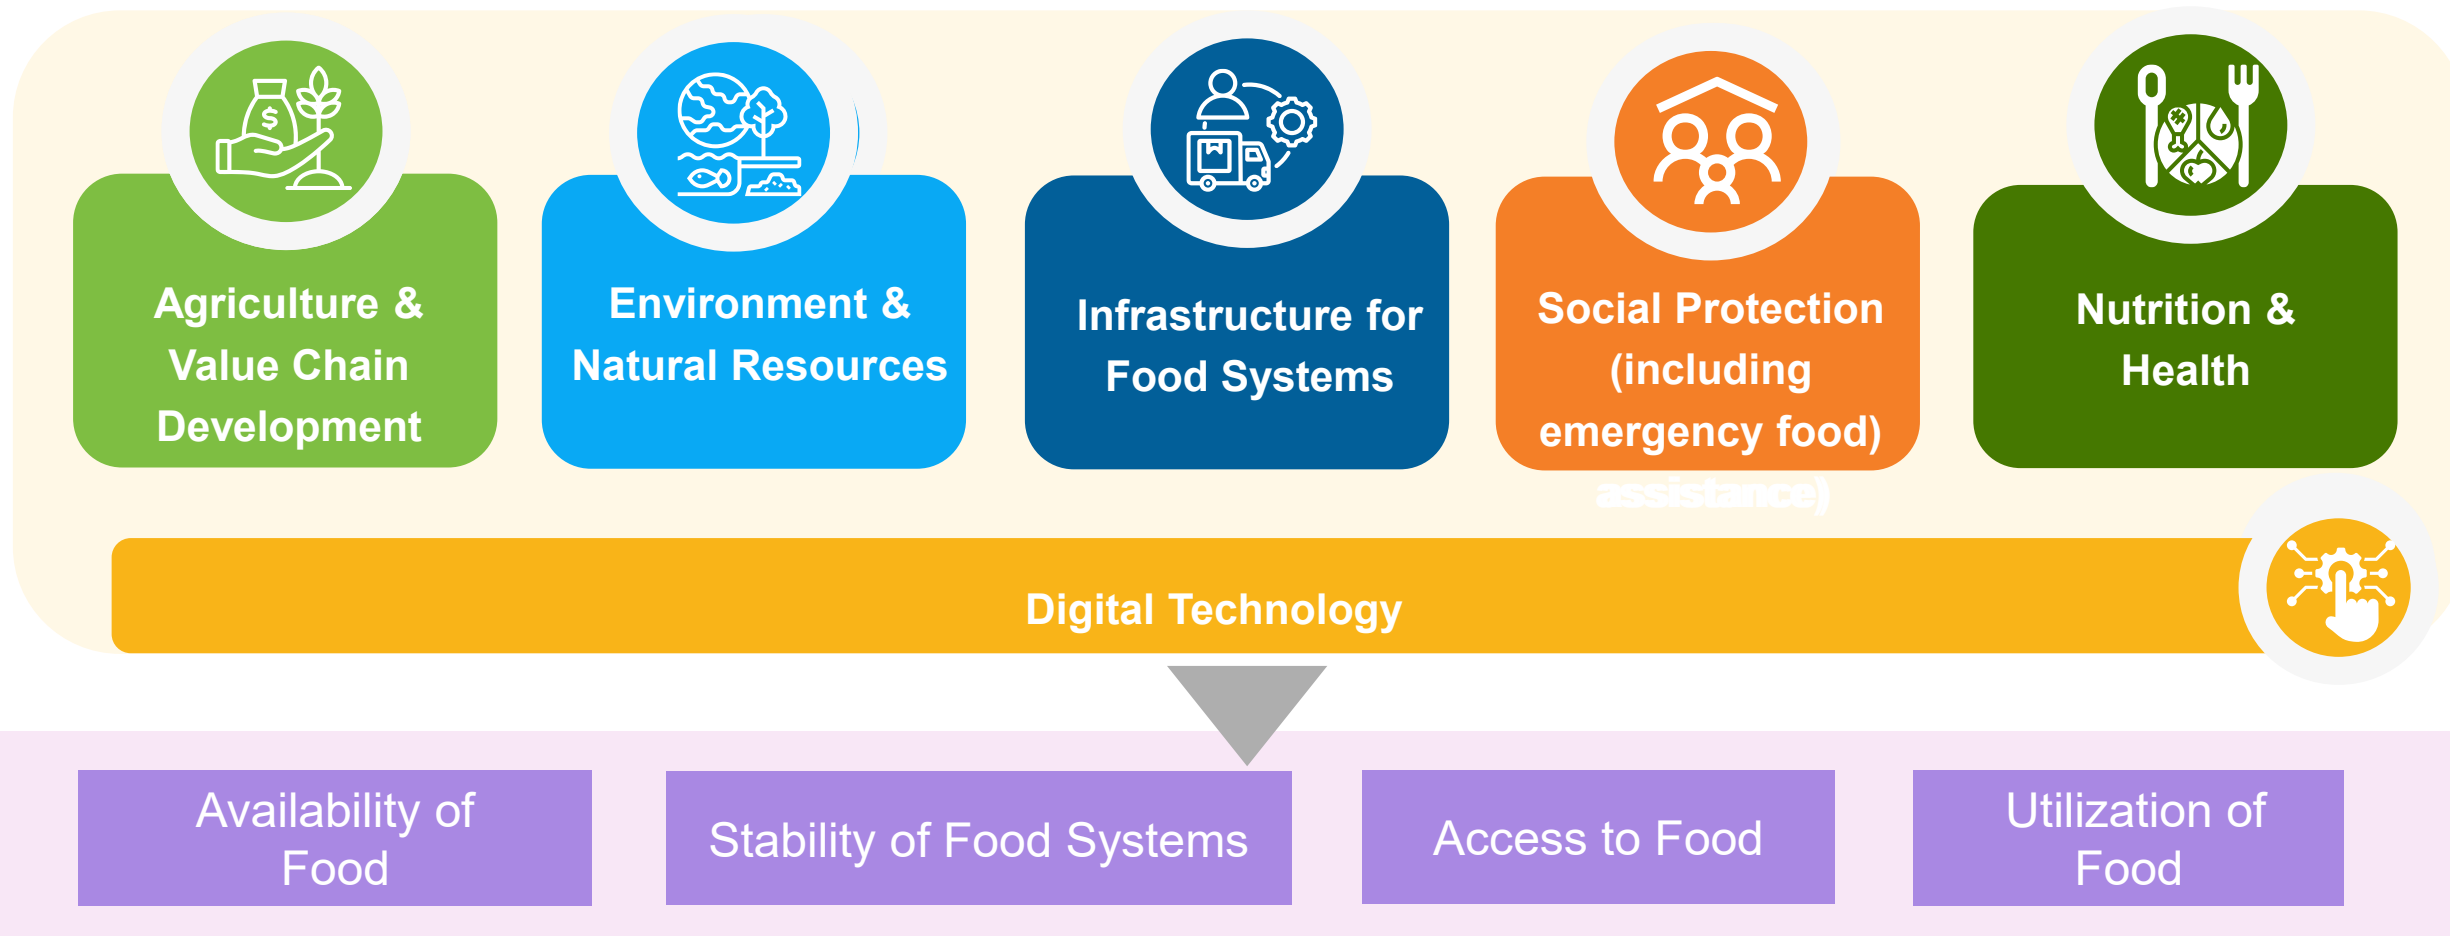 Agriculture &
Value Chain
Development
Environment &
Natural Resources
Infrastructure for
Food Systems
Social Protection
(including
emergency food)
assistance)
Nutrition &
Health
$
Digital Technology
Availability of
Food
Stability of Food Systems
Access to Food
Utilization of
Food